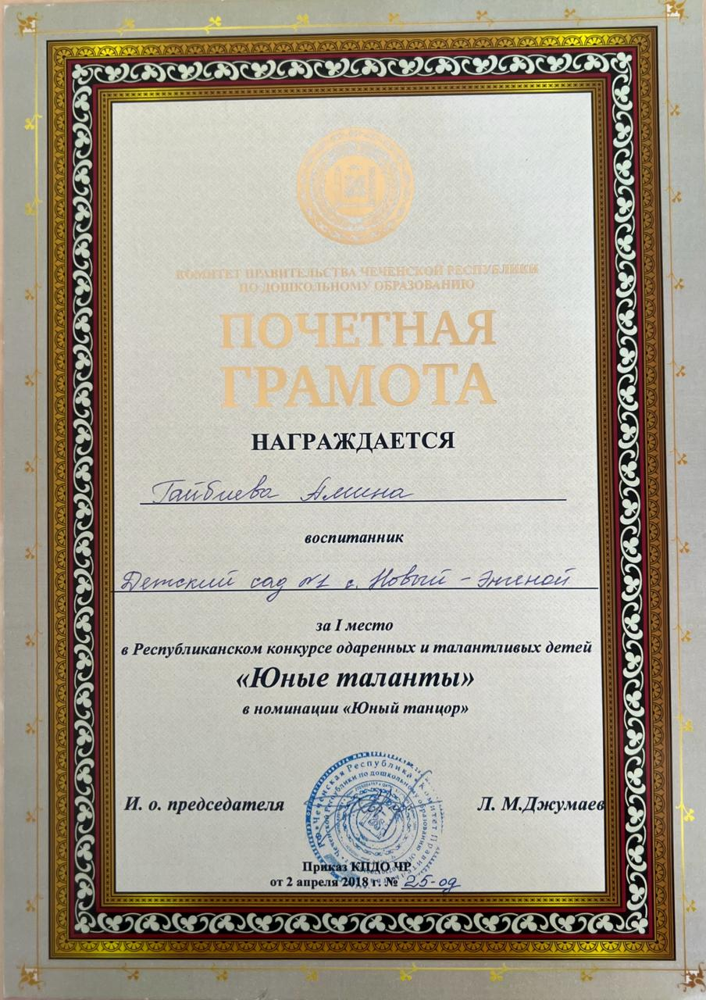 КОМИТЕТ ПРАВИТЕЛЬСТВА ЧЕЧЕНСКОЙ РЕСПУБЛИКИ
ПО ДОШКОЛЬНОМУ ОБРАЗОВАНИЮ
ПОЧЕТНАЯ
ГРАМОТА
НАГРАЖДАЕТСЯ
Гайбиева Амина
воспитанник
Детский сад №1 с. Новый - Энгеной
за I место
в Республиканском конкурсе одаренных и талантливых детей
«Юные таланты»
в номинации «Юный танцор»
И. о. председателя
Л. М.Джумаев
Приказ КПДО ЧР
от 2 апреля 2018 г. № 25-од